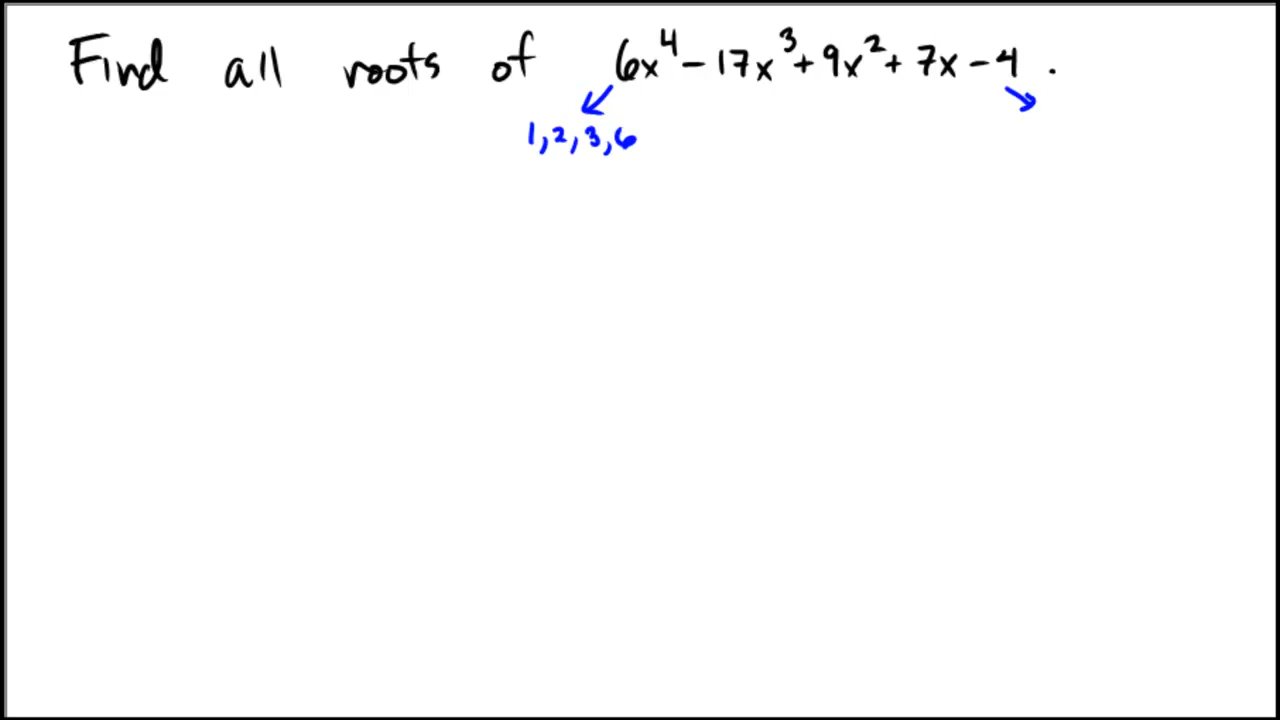 Find all roots of 6x⁴ - 17x³ + 9x² + 7x - 4 .
1, 2, 3, 6